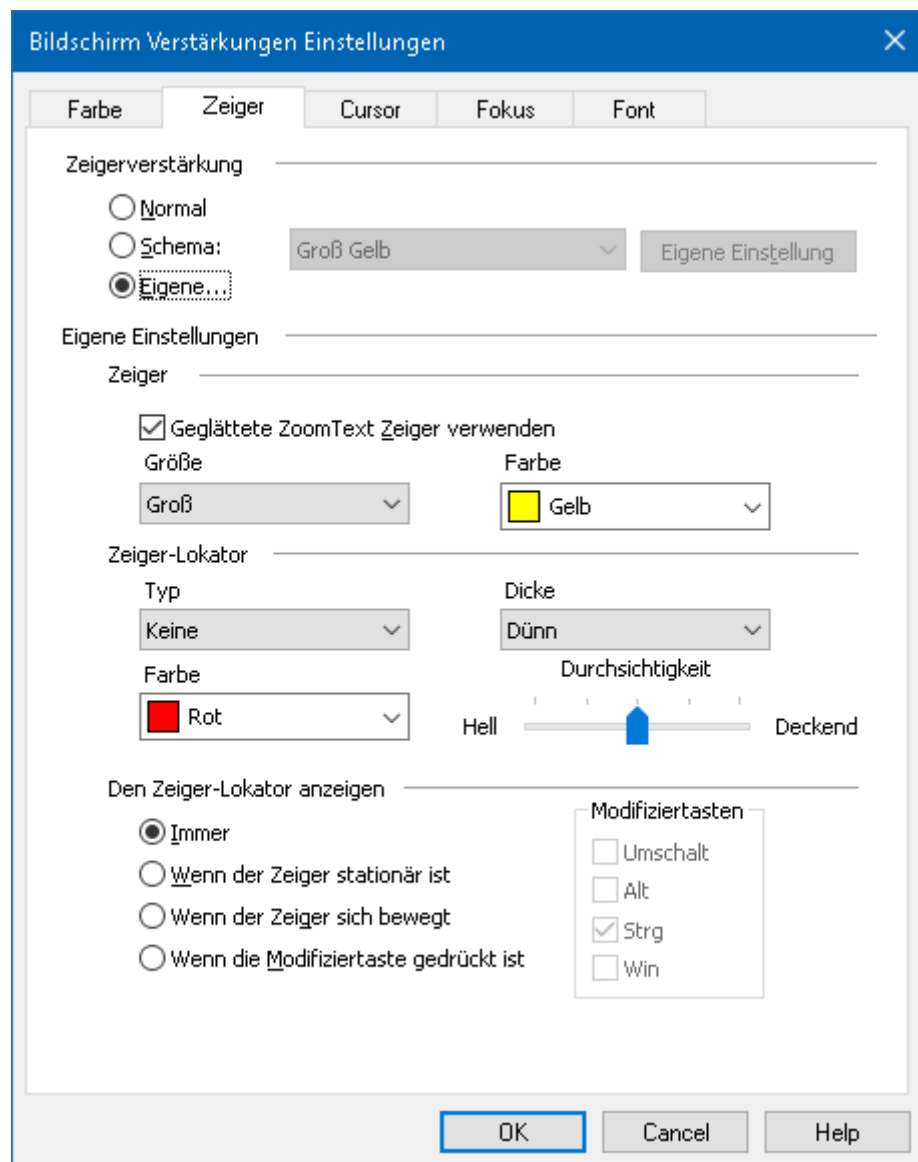 Bildschirm Verstärkungen Einstellungen
Farbe Zeiger Cursor Fokus Font
Zeigerverstärkung
Normal
Schema: Groß Gelb Eigene Einstellung
Eigene...
Eigene Einstellungen
Zeiger
Geglättete ZoomText Zeiger verwenden
Größe Farbe
Groß Gelb
Zeiger-Lokator
Typ Dicke
Keine Dünn
Farbe Durchsichtigkeit
Rot Hell Deckend
Den Zeiger-Lokator anzeigen
Immer
Wenn der Zeiger stationär ist
Wenn der Zeiger sich bewegt
Wenn die Modifiziertaste gedrückt ist
Modifiziertasten
Umschalt
Alt
Strg
Win
OK Cancel Help